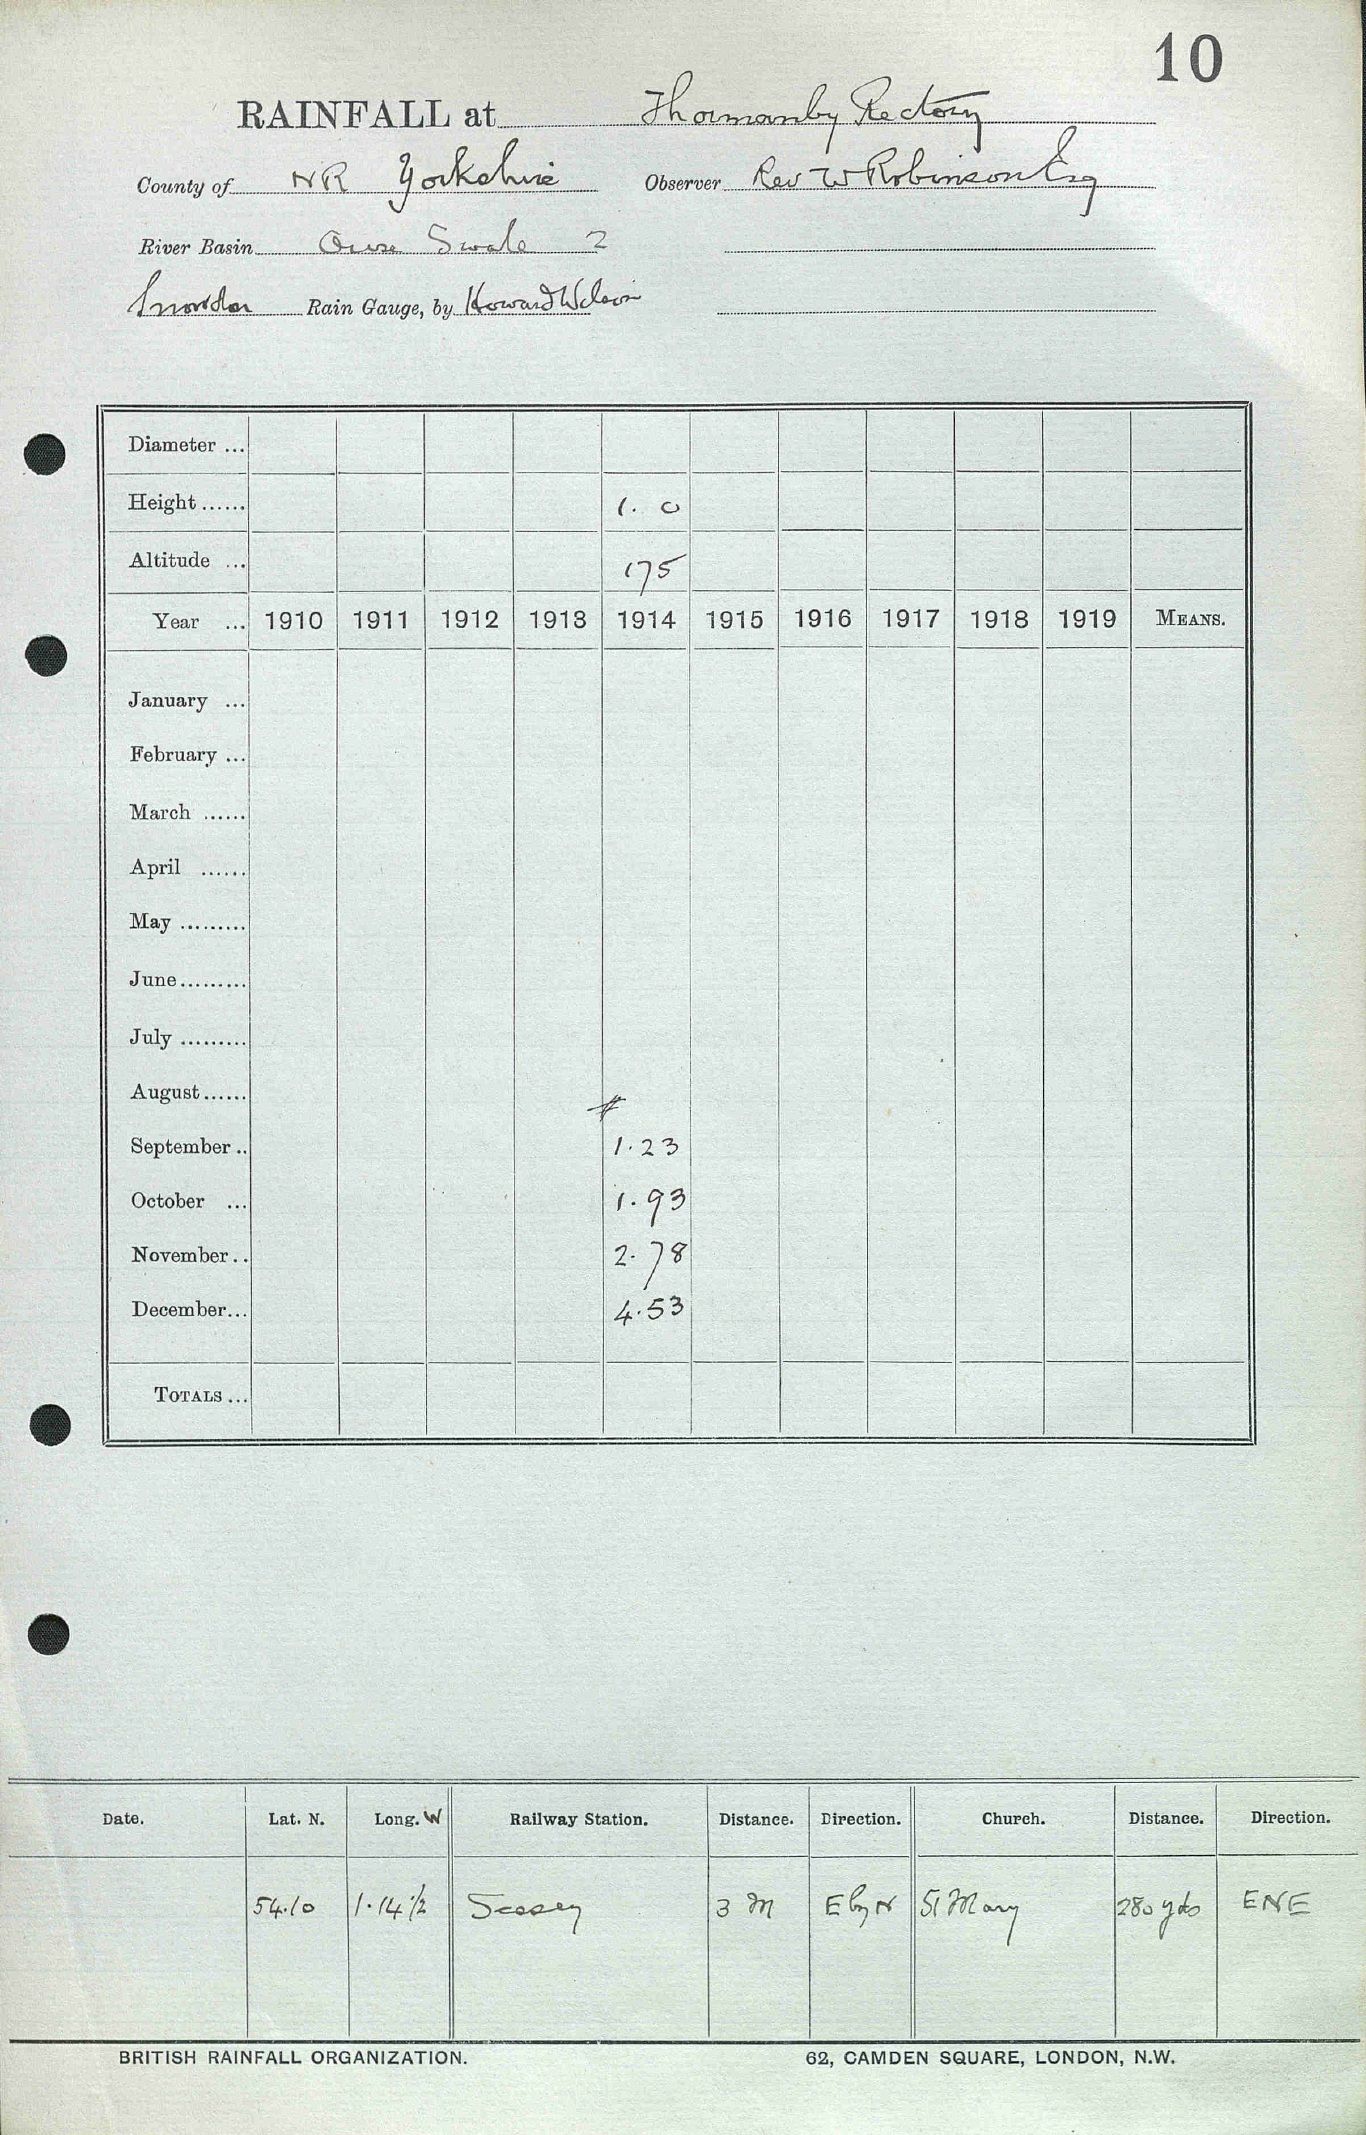 10
RAINFALL at Thormanby Rectory
County of NR Yorkshire Observer Rev W Robinson Esq
River Basin Ouse Swale 2
Snowdon Rain Gauge, by Howard Wilson
Diameter ...
Height ...... 1. 0
Altitude ... 175
Year ... 1910 1911 1912 1913 1914 1915 1916 1917 1918 1919 MEANS.
January ...
February ...
March ......
April ......
May .........
June.........
July .........
August......
September.. 1.23
October ... 1.93
November.. 2.78
December... 4.53
TOTALS ...
Date. Lat. N. Long. W Railway Station. Distance. Direction. Church. Distance. Direction.
54.10 1.14½ Sessay 3 M E by N St Mary 280 yds ENE
BRITISH RAINFALL ORGANIZATION. 62, CAMDEN SQUARE, LONDON, N.W.